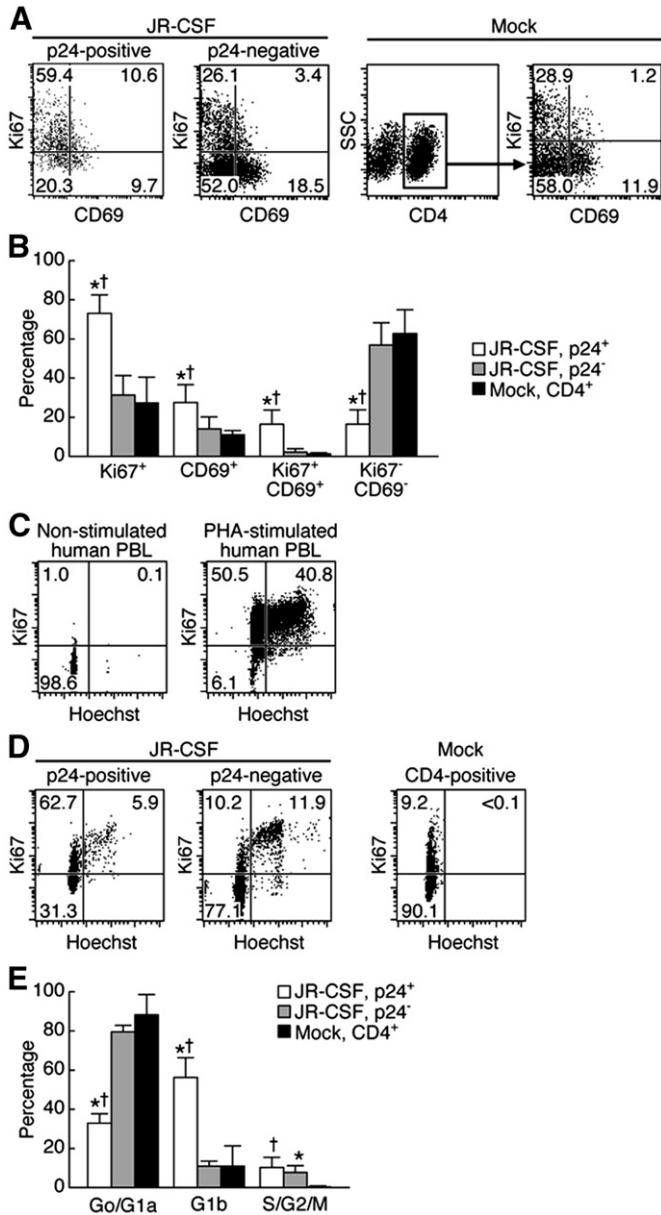 A
JR-CSF
Mock
p24-positive
p24-negative
59.4 10.6
26.1 3.4
28.9 1.2
Ki67
Ki67
SSC
Ki67
20.3 9.7
52.0 18.5
58.0 11.9
CD69
CD69
CD4
CD69
B
100
80
60
40
20
0
Percentage
*†
*†
*†
*†
JR-CSF, p24+
JR-CSF, p24-
Mock, CD4+
Ki67+
CD69+
Ki67+
CD69+
Ki67-
CD69-
C
Non-stimulated
human PBL
PHA-stimulated
human PBL
1.0 0.1
50.5 40.8
Ki67
Ki67
98.6
6.1
Hoechst
Hoechst
D
JR-CSF
Mock
p24-positive
p24-negative
CD4-positive
62.7 5.9
10.2 11.9
9.2 <0.1
Ki67
Ki67
Ki67
31.3
77.1
90.1
Hoechst
Hoechst
Hoechst
E
100
80
60
40
20
0
Percentage
JR-CSF, p24+
JR-CSF, p24-
Mock, CD4+
*†
*†
†
*
Go/G1a
G1b
S/G2/M